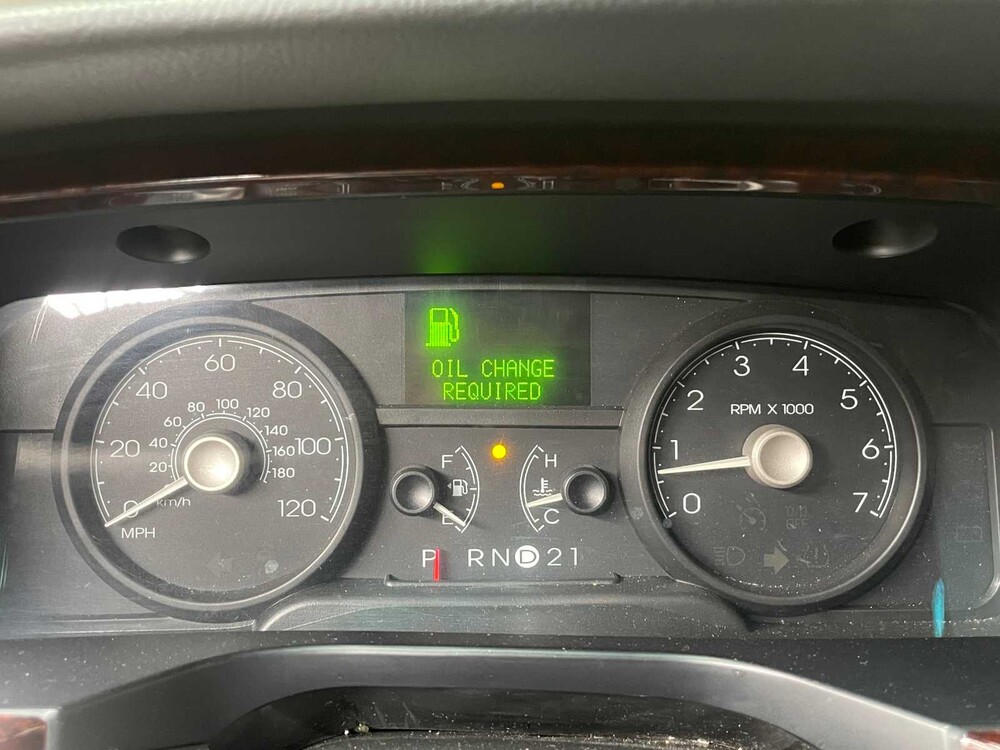 OIL CHANGE
REQUIRED
0 20 40 60 80 100 120
20 40 60 80 100 120 140 160 180
km/h
MPH
F
E
H
C
P R N D 2 1
0 1 2 3 4 5 6 7
RPM X 1000